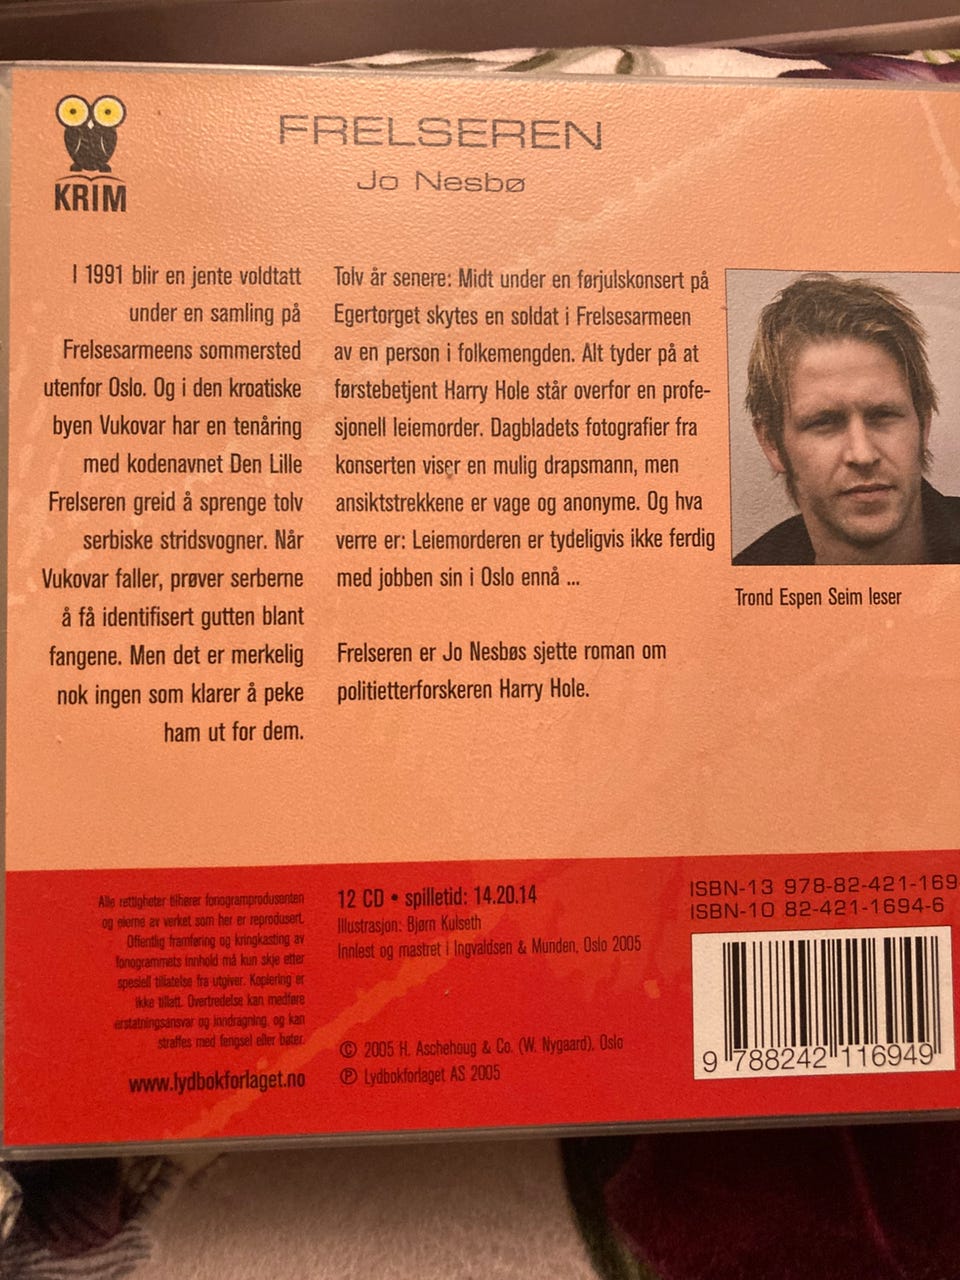 FRELSEREN
Jo Nesbø
KRIM
I 1991 blir en jente voldtatt
under en samling på
Frelsesarmeens sommersted
utenfor Oslo. Og i den kroatiske
byen Vukovar har en tenåring
med kodenavnet Den Lille
Frelseren greid å sprenge tolv
serbiske stridsvogner. Når
Vukovar faller, prøver serberne
å få identifisert gutten blant
fangene. Men det er merkelig
nok ingen som klarer å peke
ham ut for dem.
Tolv år senere: Midt under en førjulskonsert på
Egertorget skytes en soldat i Frelsesarmeen
av en person i folkemengden. Alt tyder på at
førstebetjent Harry Hole står overfor en profe-
sjonell leiemorder. Dagbladets fotografier fra
konserten viser en mulig drapsmann, men
ansiktstrekkene er vage og anonyme. Og hva
verre er: Leiemorderen er tydeligvis ikke ferdig
med jobben sin i Oslo ennå ...
Frelseren er Jo Nesbøs sjette roman om
politietterforskeren Harry Hole.
Trond Espen Seim leser
Alle rettigheter tilhører fonogramprodusenten
og eierne av verket som her er reprodusert.
Offentlig framføring og kringkasting av
fonogrammets innhold må kun skje etter
spesiell tillatelse fra utgiver. Kopiering er
ikke tillatt. Overtredelse kan medføre
erstatningsansvar og inndragning, og kan
straffes med fengsel eller bøter.
www.lydbokforlaget.no
12 CD • spilletid: 14.20.14
Illustrasjon: Bjørn Kulseth
Innlest og mastret i Ingvaldsen & Munden, Oslo 2005
© 2005 H. Aschehoug & Co. (W. Nygaard), Oslo
℗ Lydbokforlaget AS 2005
ISBN-13 978-82-421-169
ISBN-10 82-421-1694-6
9 788242 116949